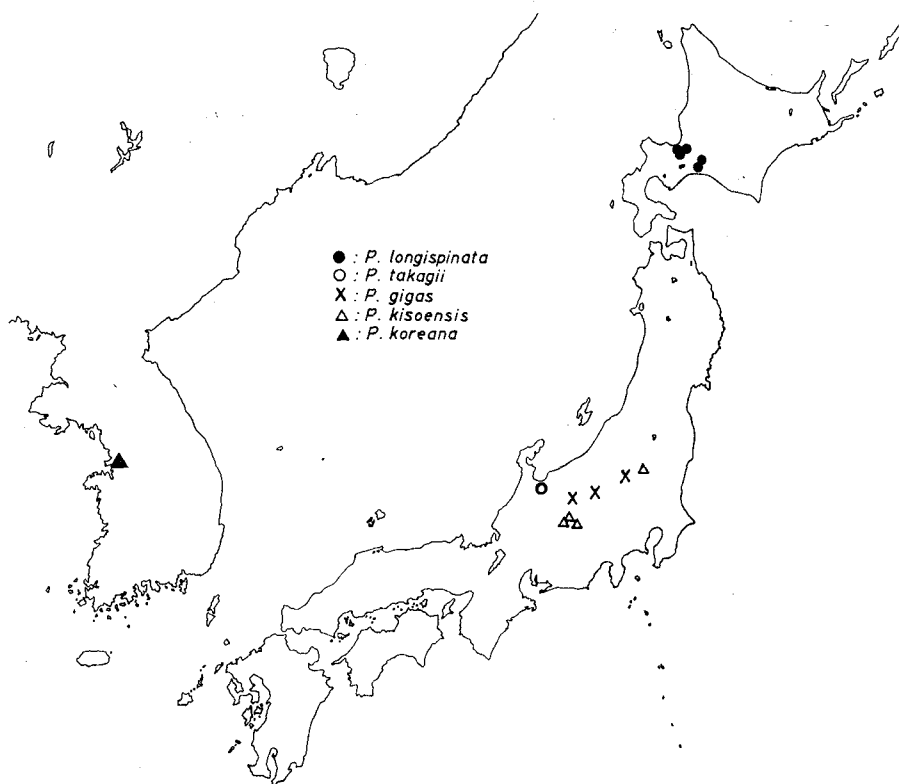 ● : P. longispinata
○ : P. takagii
X : P. gigas
△ : P. kisoensis
▲ : P. koreana